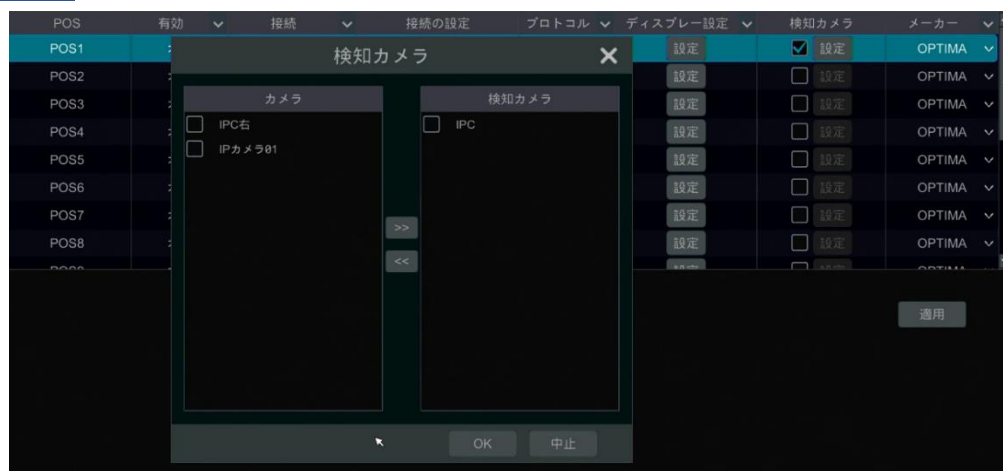 POS 有効 接続 接続の設定 プロトコル ディスプレー設定 検知カメラ メーカー
POS1 設定 設定 OPTIMA
検知カメラ
POS2 設定 設定 OPTIMA
カメラ 検知カメラ
POS3 設定 設定 OPTIMA
IPC右 IPC
POS4 設定 設定 OPTIMA
IPカメラ01
POS5 設定 設定 OPTIMA
POS6 設定 設定 OPTIMA
POS7 設定 設定 OPTIMA
>>
POS8 設定 設定 OPTIMA
<<
適用
OK 中止